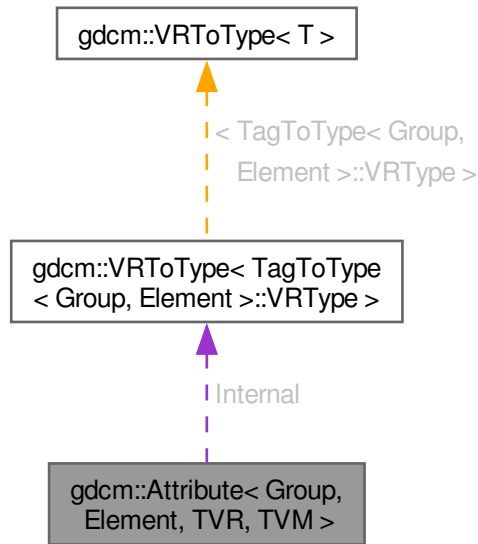 gdcm::VRToType< T >
< TagToType< Group,
Element >::VRType >
gdcm::VRToType< TagToType
< Group, Element >::VRType >
Internal
gdcm::Attribute< Group,
Element, TVR, TVM >